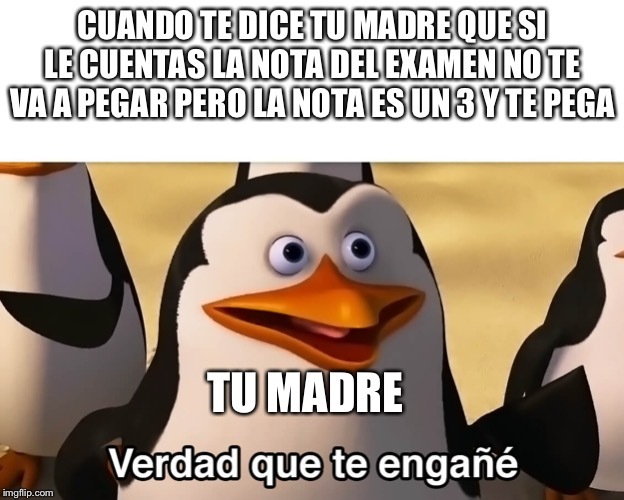 CUANDO TE DICE TU MADRE QUE SI
LE CUENTAS LA NOTA DEL EXAMEN NO TE
VA A PEGAR PERO LA NOTA ES UN 3 Y TE PEGA
TU MADRE
Verdad que te engañé
imgflip.com